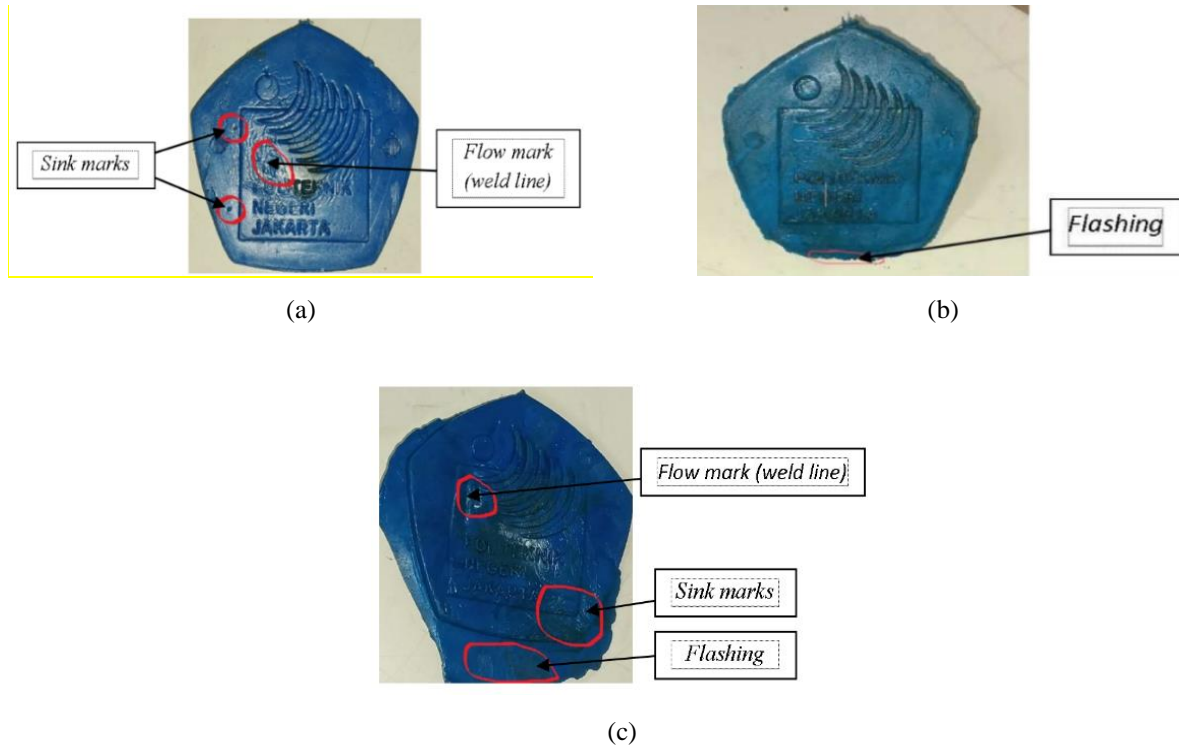 Sink marks
Flow mark
(weld line)
NEGERI
JAKARTA
(a)
Flashing
(b)
Flow mark (weld line)
Sink marks
Flashing
(c)